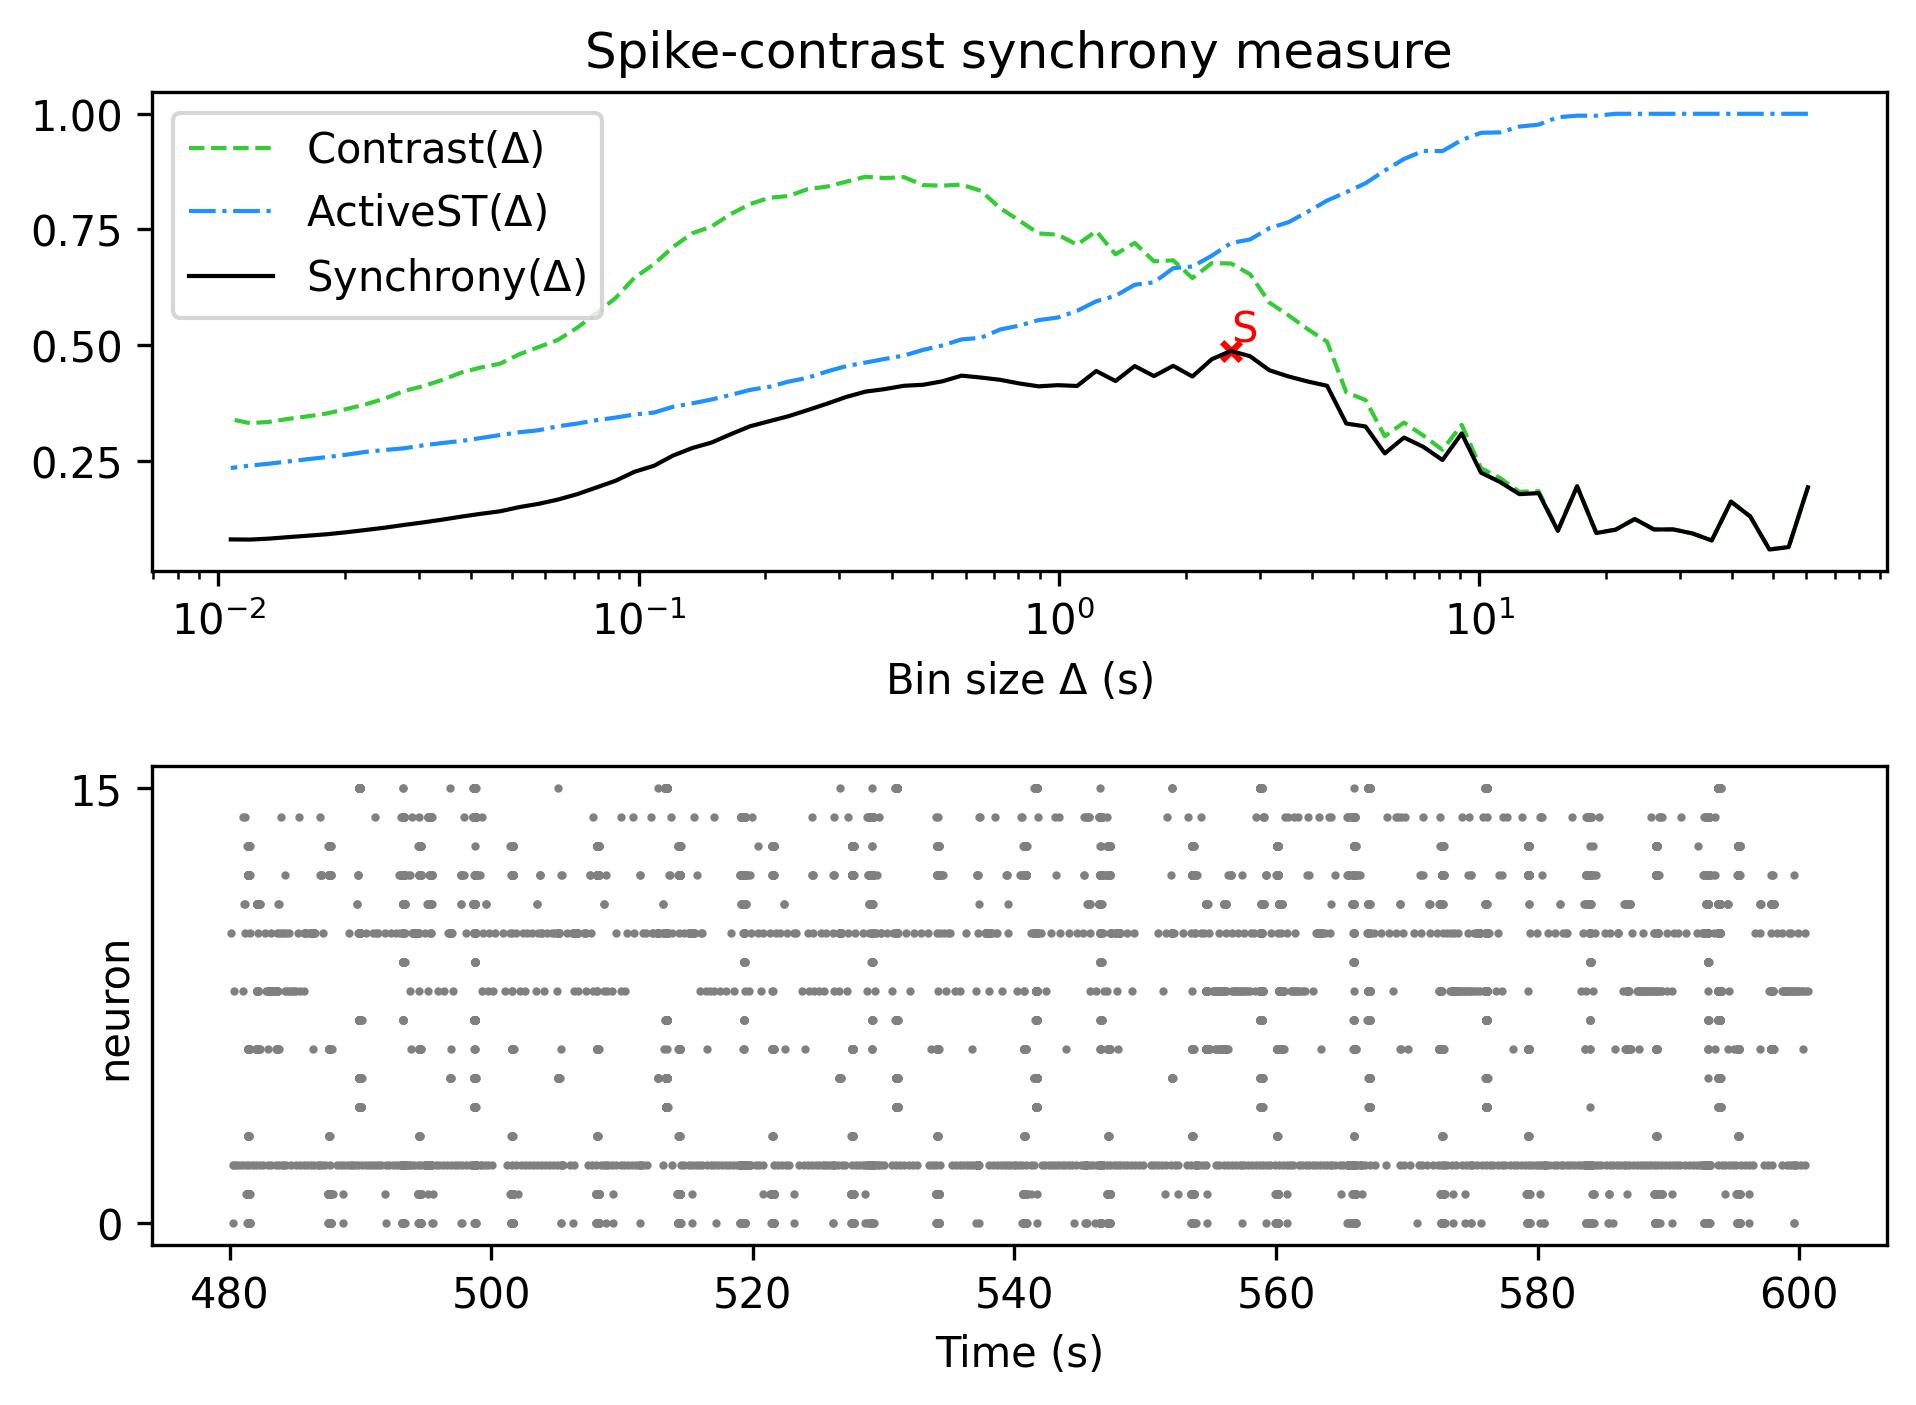 Spike-contrast synchrony measure
1.00
0.75
0.50
0.25
Contrast(Δ)
ActiveST(Δ)
Synchrony(Δ)
S
10⁻² 10⁻¹ 10⁰ 10¹
Bin size Δ (s)
15
0
neuron
480 500 520 540 560 580 600
Time (s)